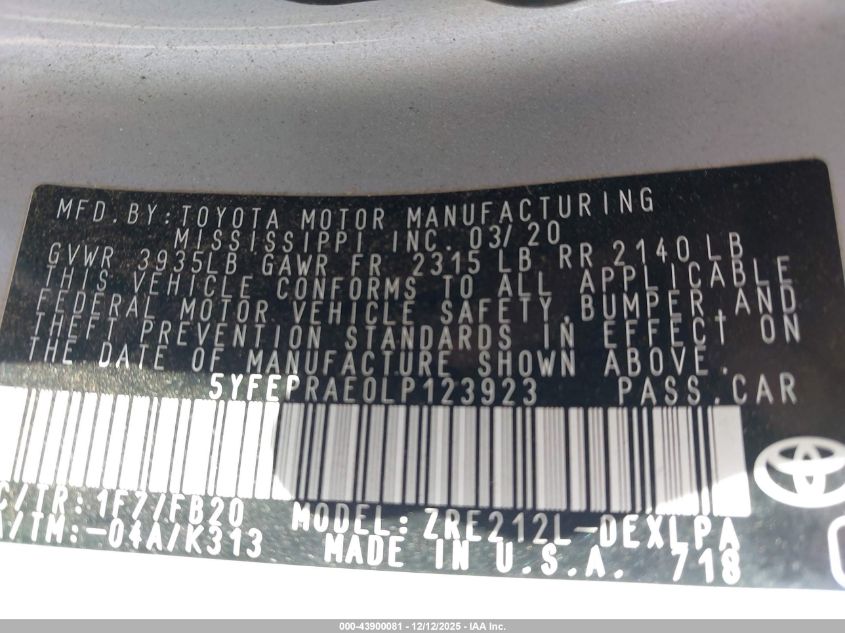 MFD.BY:TOYOTA MOTOR MANUFACTURING
MISSISSIPPI INC. 03/20
GVWR 3935LB GAWR FR 2315 LB RR 2140 LB
THIS VEHICLE CONFORMS TO ALL APPLICABLE
FEDERAL MOTOR VEHICLE SAFETY,BUMPER,AND
THEFT PREVENTION STANDARDS IN EFFECT ON
THE DATE OF MANUFACTURE SHOWN ABOVE.
5YFEPRAE0LP123923 PASS.CAR
C/TR: 1F7/FB20 MODEL: ZRE212L-DEXLPA
A/TM:-04A/K313 MADE IN U.S.A. 718
000-43900081 - 12/12/2025 - IAA Inc.